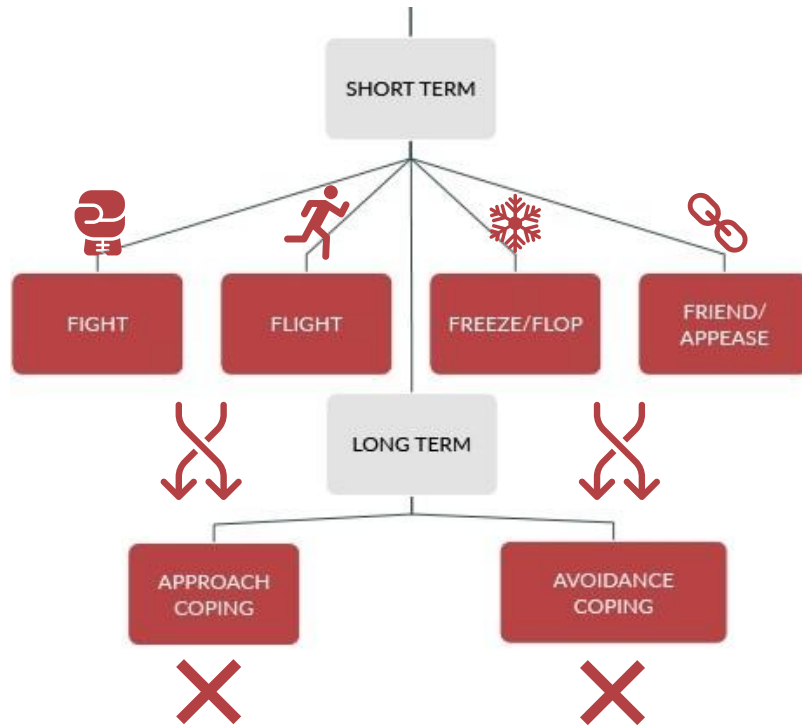 SHORT TERM
FIGHT
FLIGHT
FREEZE/FLOP
FRIEND/
APPEASE
LONG TERM
APPROACH
COPING
AVOIDANCE
COPING